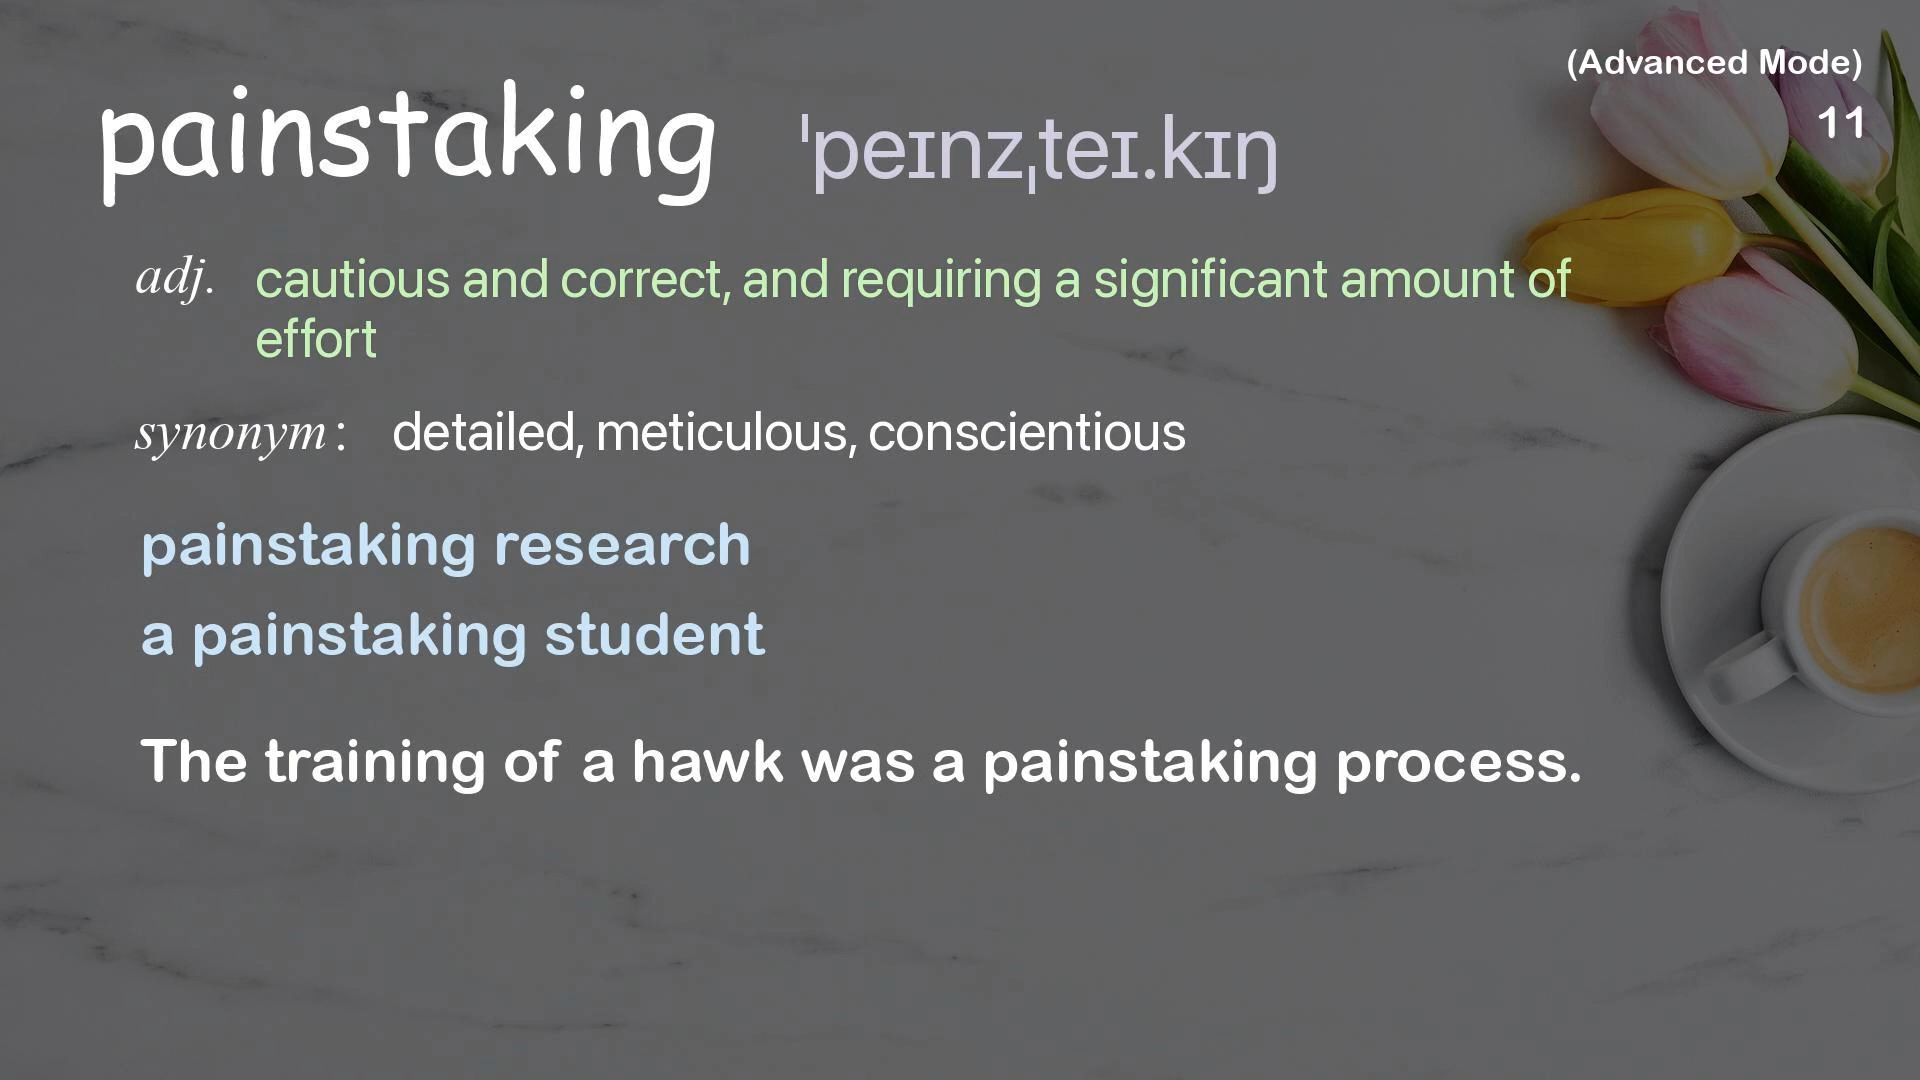 (Advanced Mode)
11
painstaking ˈpeɪnzˌteɪ.kɪŋ
adj. cautious and correct, and requiring a significant amount of
effort
synonym : detailed, meticulous, conscientious
painstaking research
a painstaking student
The training of a hawk was a painstaking process.